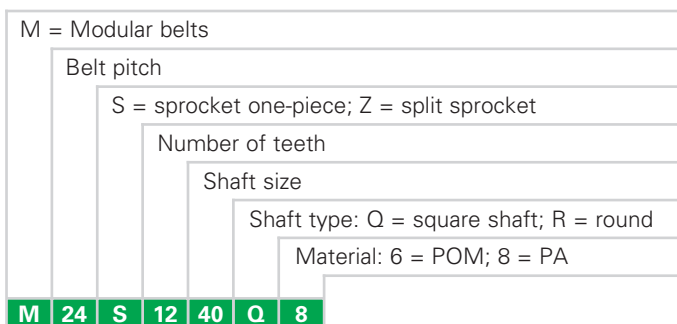 M = Modular belts
Belt pitch
S = sprocket one-piece; Z = split sprocket
Number of teeth
Shaft size
Shaft type: Q = square shaft; R = round
Material: 6 = POM; 8 = PA
M 24 S 12 40 Q 8